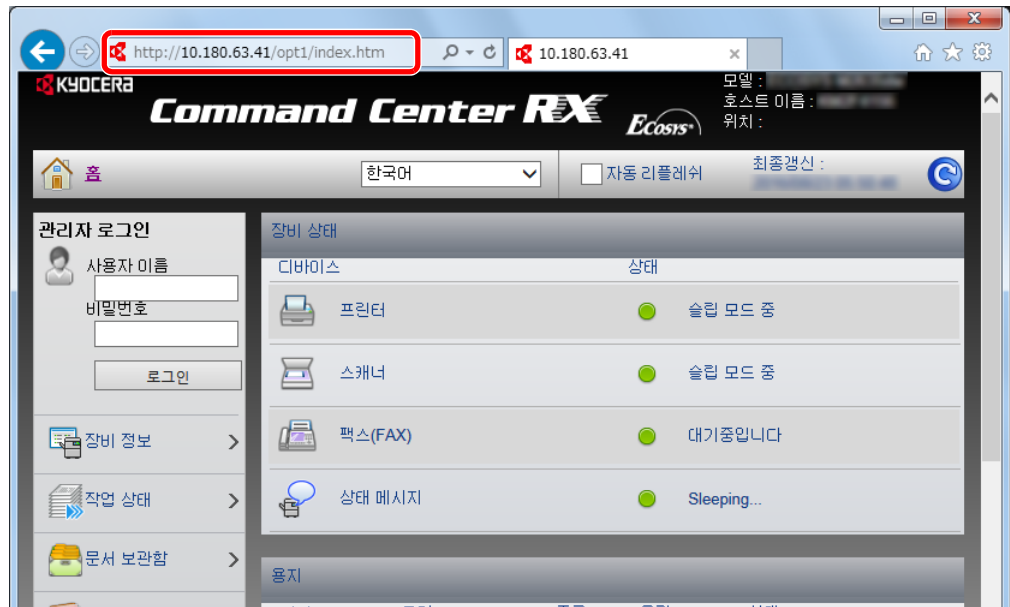 http://10.180.63.41/opt1/index.htm
10.180.63.41
KYOCERA
Command Center RX
Ecosys
모델 :
호스트 이름 :
위치 :
홈
한국어
자동 리플레쉬
최종갱신 :
관리자 로그인
사용자 이름
비밀번호
로그인
장비 정보
작업 상태
문서 보관함
장비 상태
디바이스 상태
프린터 슬립 모드 중
스캐너 슬립 모드 중
팩스(FAX) 대기중입니다
상태 메시지 Sleeping...
용지